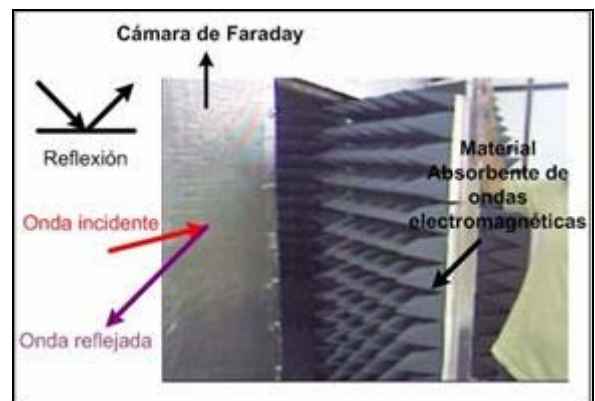 Cámara de Faraday
Reflexión
Material
Absorbente de
ondas
electromagnéticas
Onda incidente
Onda reflejada